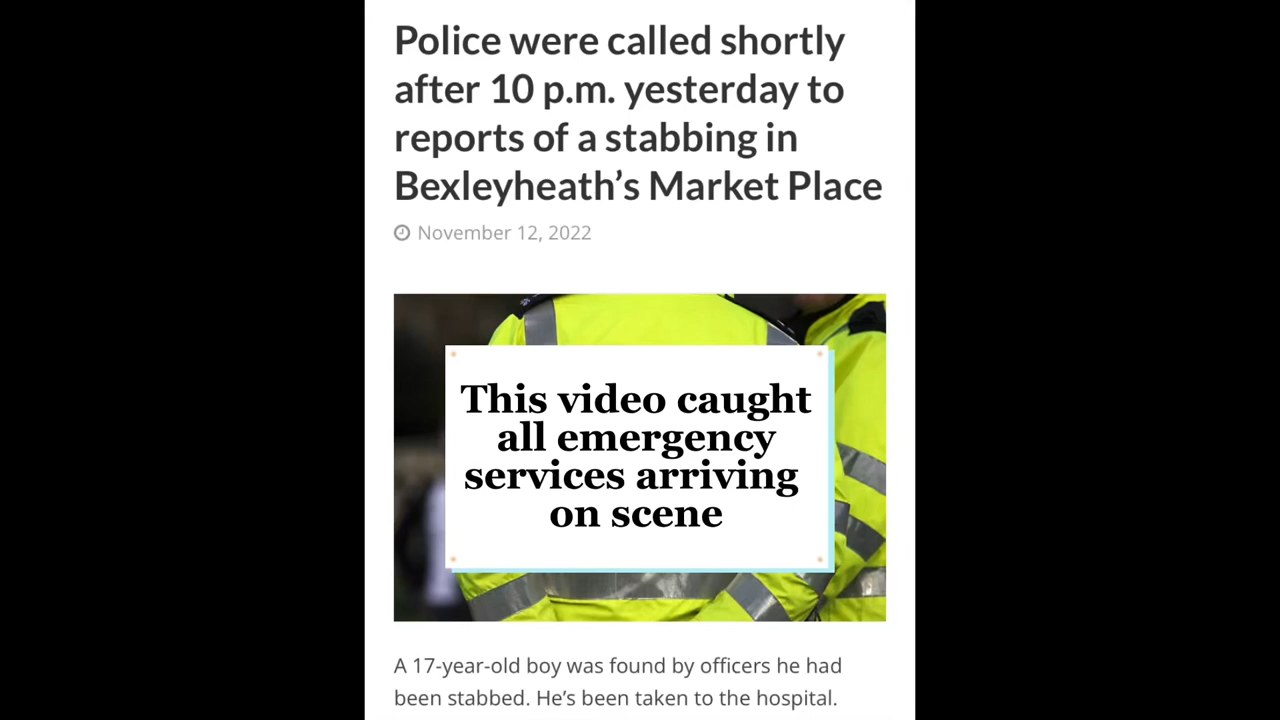 Police were called shortly
after 10 p.m. yesterday to
reports of a stabbing in
Bexleyheath’s Market Place
November 12, 2022
This video caught
all emergency
services arriving
on scene
A 17-year-old boy was found by officers he had
been stabbed. He’s been taken to the hospital.